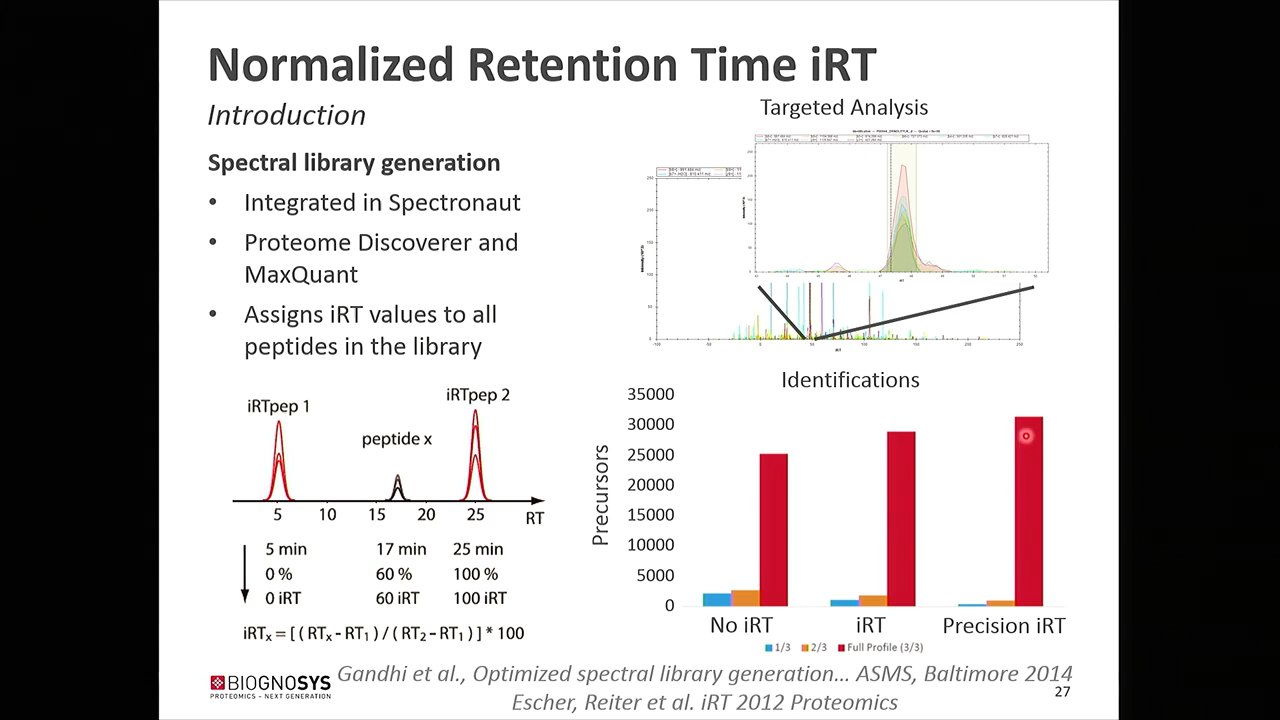 Normalized Retention Time iRT
Introduction
Targeted Analysis
Spectral library generation
• Integrated in Spectronaut
• Proteome Discoverer and
MaxQuant
• Assigns iRT values to all
peptides in the library
iRTpep 1
peptide x
iRTpep 2
5 10 15 20 25 RT
5 min 17 min 25 min
0 % 60 % 100 %
0 iRT 60 iRT 100 iRT
iRTx = [ ( RTx - RT1 ) / ( RT2 - RT1 ) ] * 100
Identifications
Precursors
35000
30000
25000
20000
15000
10000
5000
0
No iRT iRT Precision iRT
1/3 2/3 Full Profile (3/3)
BIOGNOSYS
PROTEOMICS – NEXT GENERATION
Gandhi et al., Optimized spectral library generation… ASMS, Baltimore 2014
Escher, Reiter et al. iRT 2012 Proteomics
27